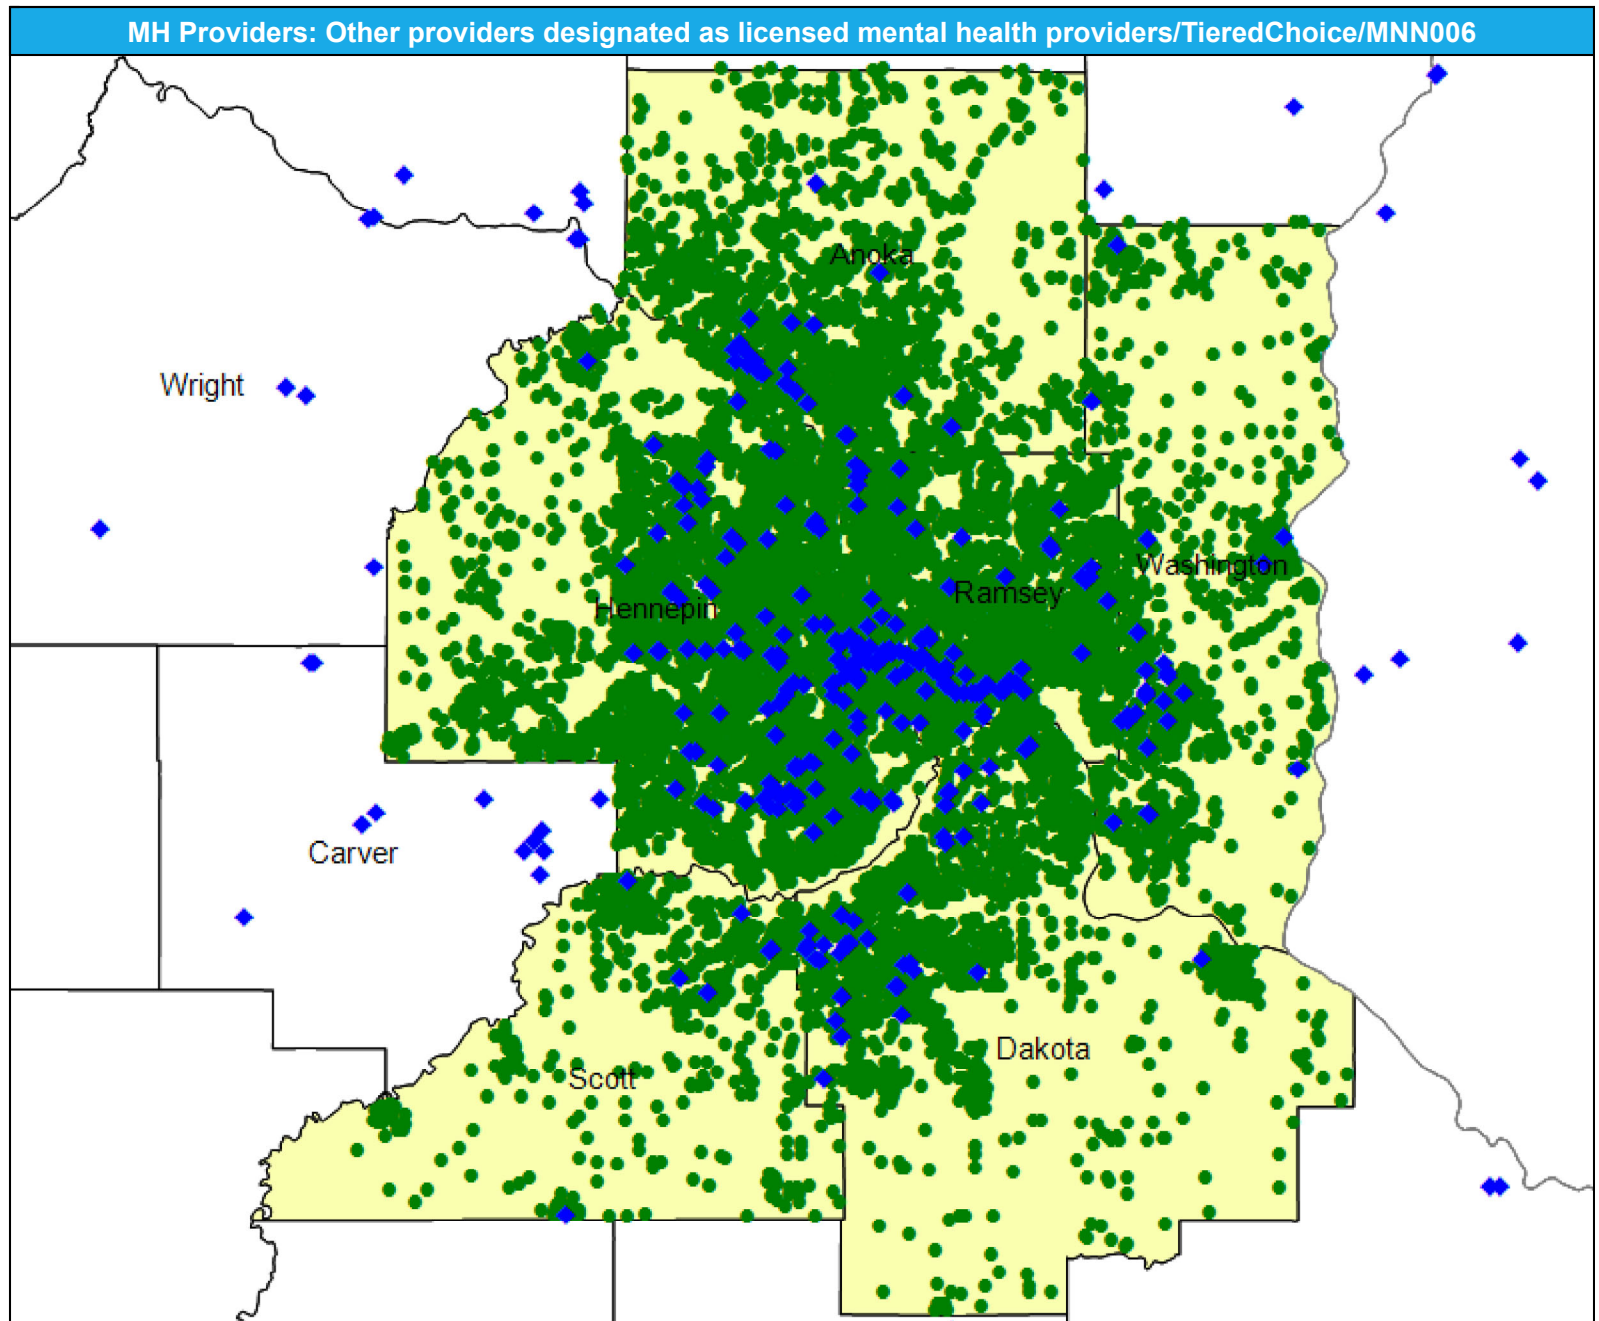 MH Providers: Other providers designated as licensed mental health providers/TieredChoice/MNN006
Anoka
Wright
Washington
Ramsey
Hennepin
Carver
Dakota
Scott